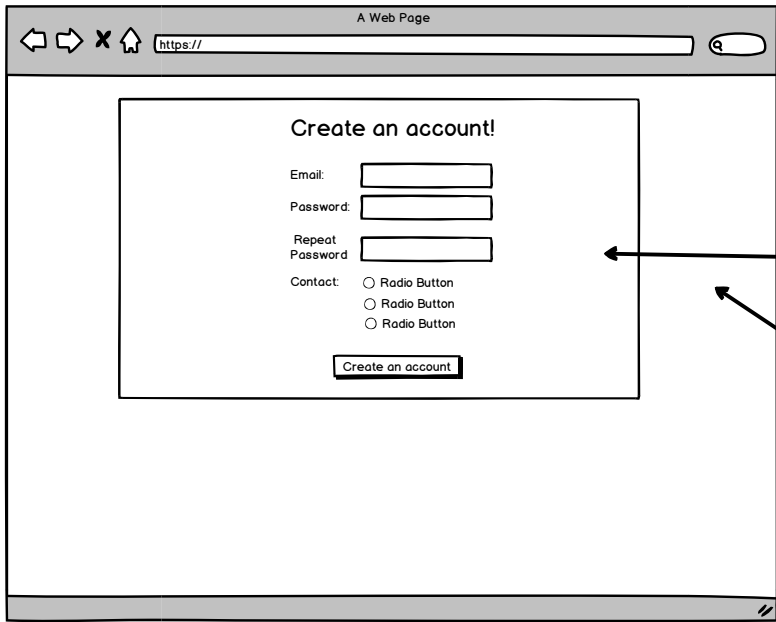 A Web Page
https://
Create an account!
Email:
Password:
Repeat
Password
Contact:
Radio Button
Radio Button
Radio Button
Create an account